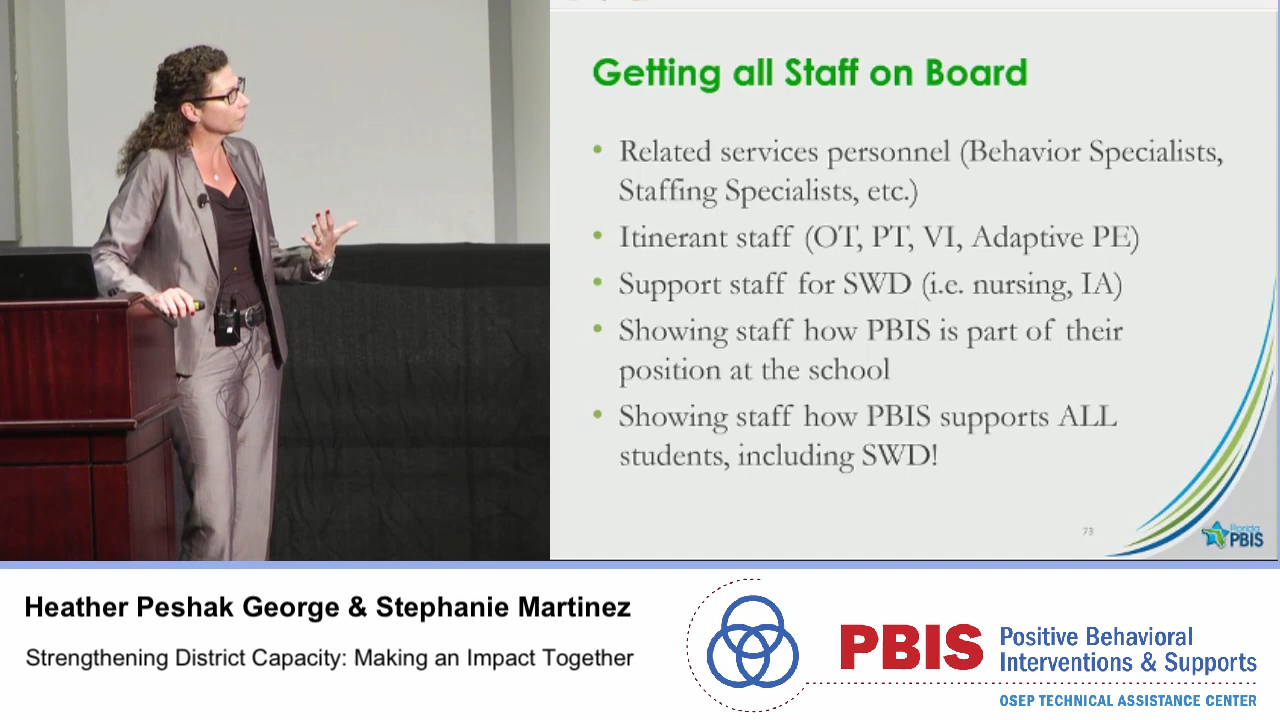 Getting all Staff on Board
• Related services personnel (Behavior Specialists,
Staffing Specialists, etc.)
• Itinerant staff (OT, PT, VI, Adaptive PE)
• Support staff for SWD (i.e. nursing, IA)
• Showing staff how PBIS is part of their
position at the school
• Showing staff how PBIS supports ALL
students, including SWD!
73
Florida
PBIS
Heather Peshak George & Stephanie Martinez
Strengthening District Capacity: Making an Impact Together
PBIS
Positive Behavioral
Interventions & Supports
OSEP TECHNICAL ASSISTANCE CENTER